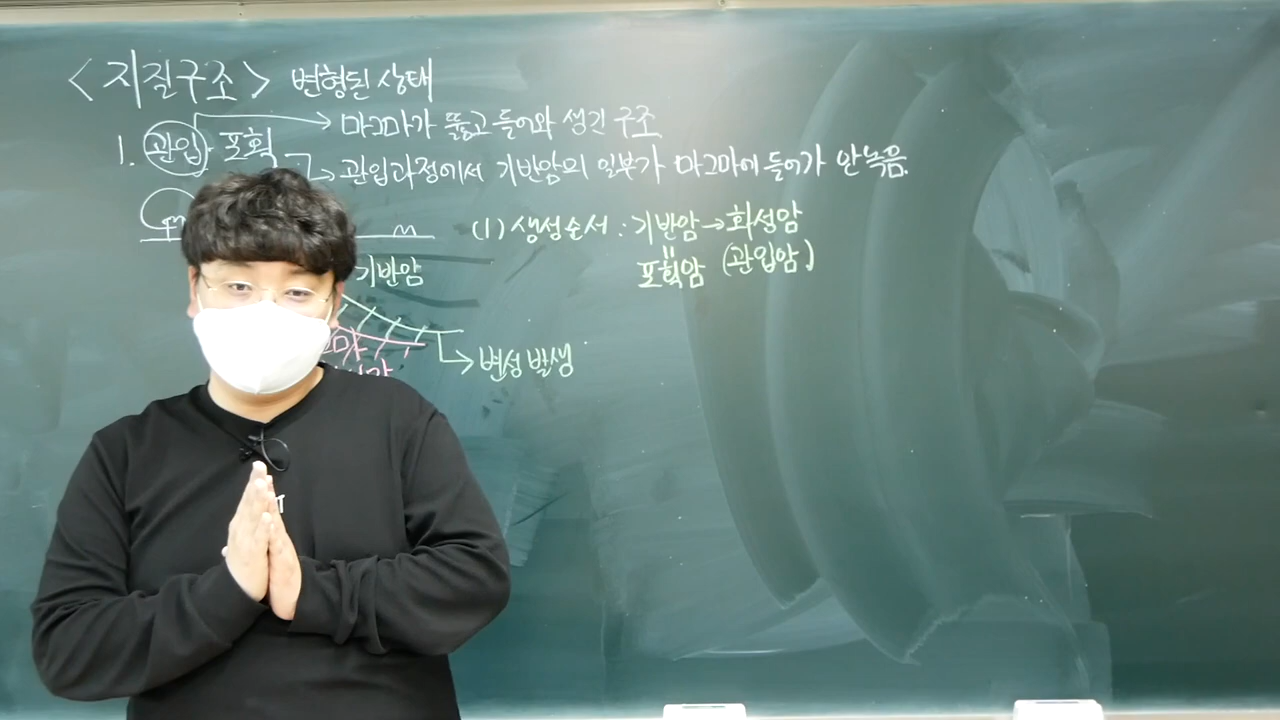 <지질구조> 변형된 상태
1. 관입, 포획
→ 마그마가 뚫고 들어와 생긴 구조
→ 관입과정에서 기반암의 일부가 마그마에 들어가 안녹음.
(1) 생성순서 : 기반암→화성암
포획암 (관입암)
기반암
→ 변성발생